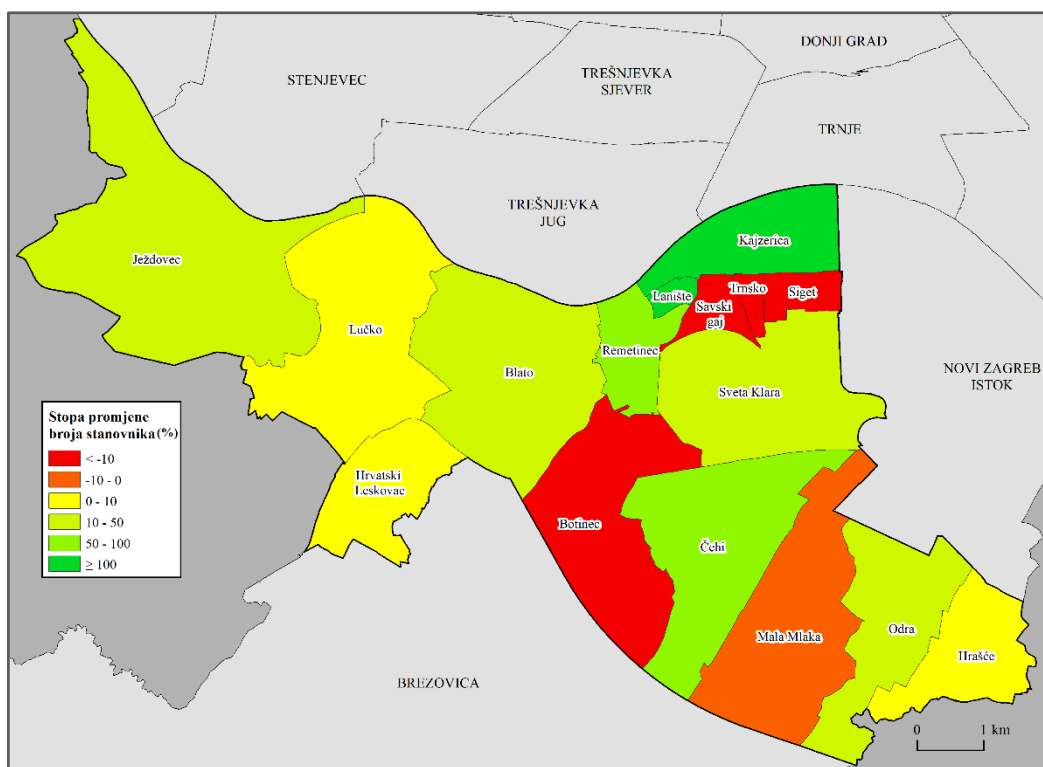 DONJI GRAD
STENJEVEC
TREŠNJEVKA
SJEVER
TRNJE
TREŠNJEVKA
JUG
Kajzerica
Ježdovec
Lanište
Trnsko
Siget
Savski
gaj
Lučko
Remetinec
Blato
NOVI ZAGREB
ISTOK
Sveta Klara
Stopa promjene
broja stanovnika (%)
< -10
-10 - 0
0 - 10
10 - 50
50 - 100
≥ 100
Hrvatski
Leskovac
Botinec
Čehi
Mala Mlaka
Odra
Hrašće
BREZOVICA
0 1 km